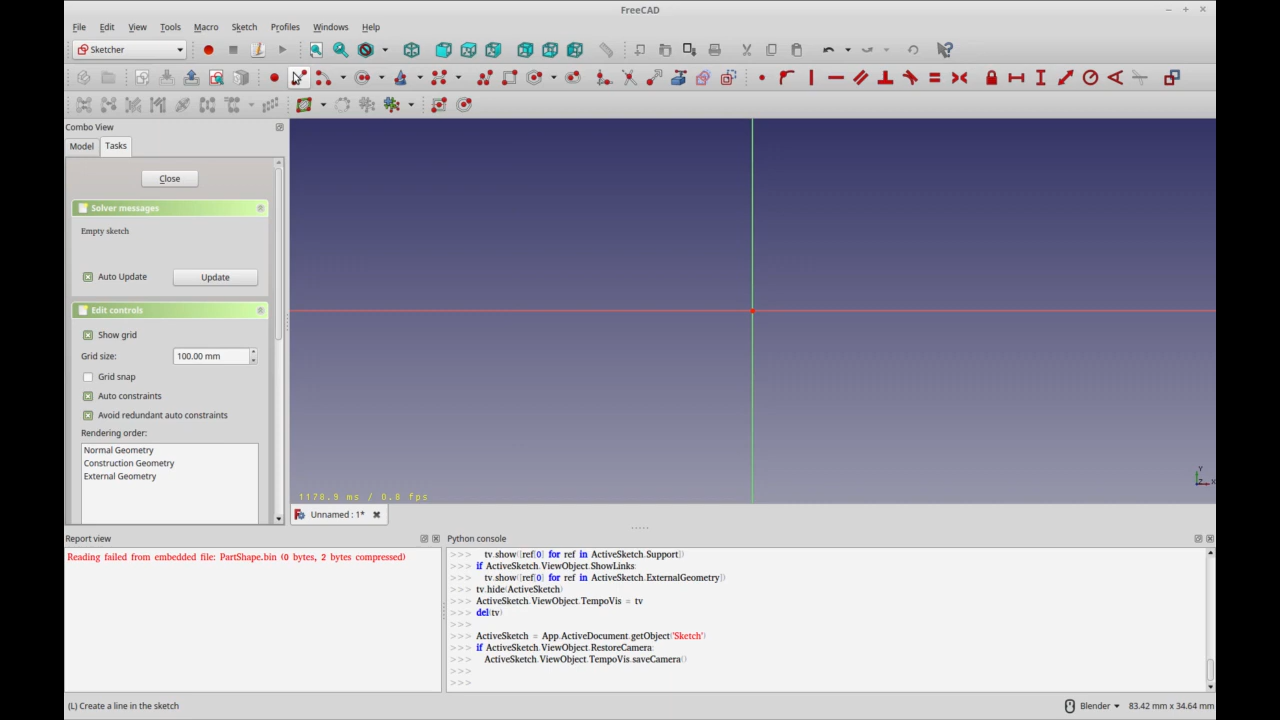 FreeCAD
File Edit View Tools Macro Sketch Profiles Windows Help
Sketcher
Combo View
Model Tasks
Close
Solver messages
Empty sketch
Auto Update Update
Edit controls
Show grid
Grid size: 100.00 mm
Grid snap
Auto constraints
Avoid redundant auto constraints
Rendering order:
Normal Geometry
Construction Geometry
External Geometry
1178.9 ms / 0.8 fps
Y
Z X
Unnamed : 1*
Report view
Reading failed from embedded file: PartShape.bin (0 bytes, 2 bytes compressed)
Python console
>>> tv.show([ref[0] for ref in ActiveSketch.Support])
>>> if ActiveSketch.ViewObject.ShowLinks:
>>> tv.show([ref[0] for ref in ActiveSketch.ExternalGeometry])
>>> tv.hide(ActiveSketch)
>>> ActiveSketch.ViewObject.TempoVis = tv
>>> del(tv)
>>>
>>> ActiveSketch = App.ActiveDocument.getObject('Sketch')
>>> if ActiveSketch.ViewObject.RestoreCamera:
>>> ActiveSketch.ViewObject.TempoVis.saveCamera()
>>>
>>>
(L) Create a line in the sketch
Blender 83.42 mm x 34.64 mm